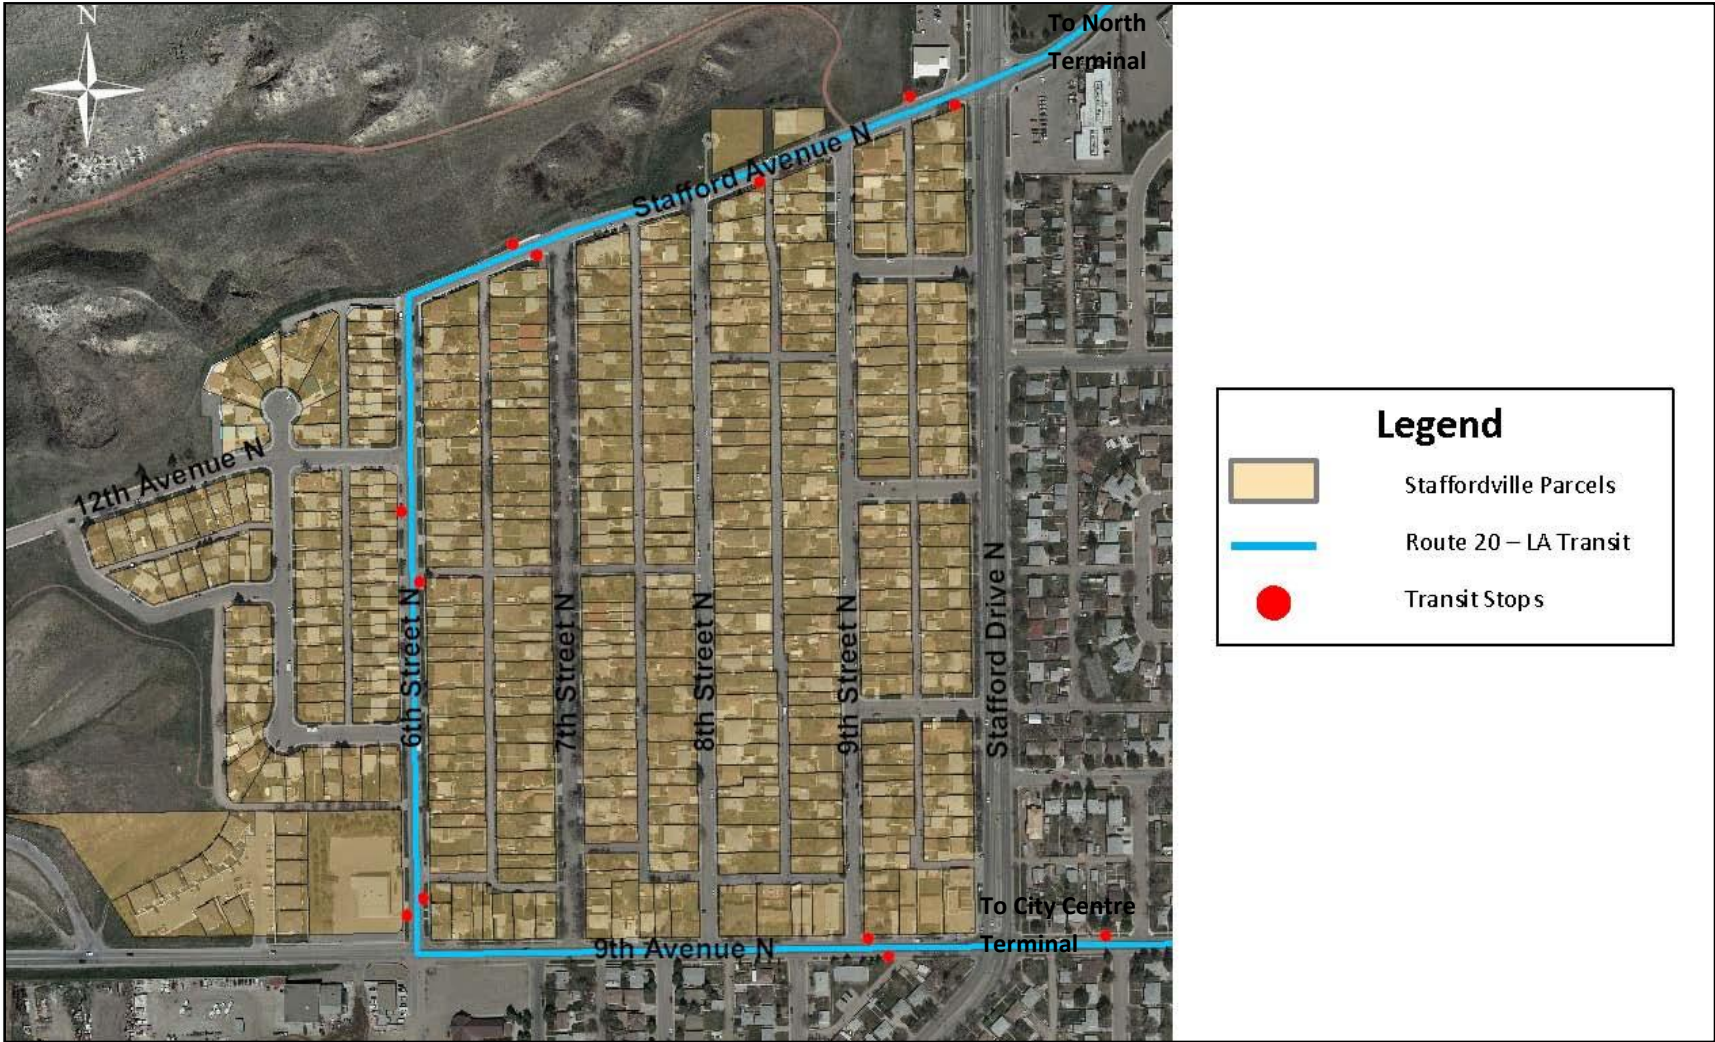 N
To North
Terminal
Stafford Avenue N
12th Avenue N
6th Street N
7th Street N
8th Street N
9th Street N
Stafford Drive N
To City Centre
Terminal
9th Avenue N
Legend
Staffordville Parcels
Route 20 – LA Transit
Transit Stops